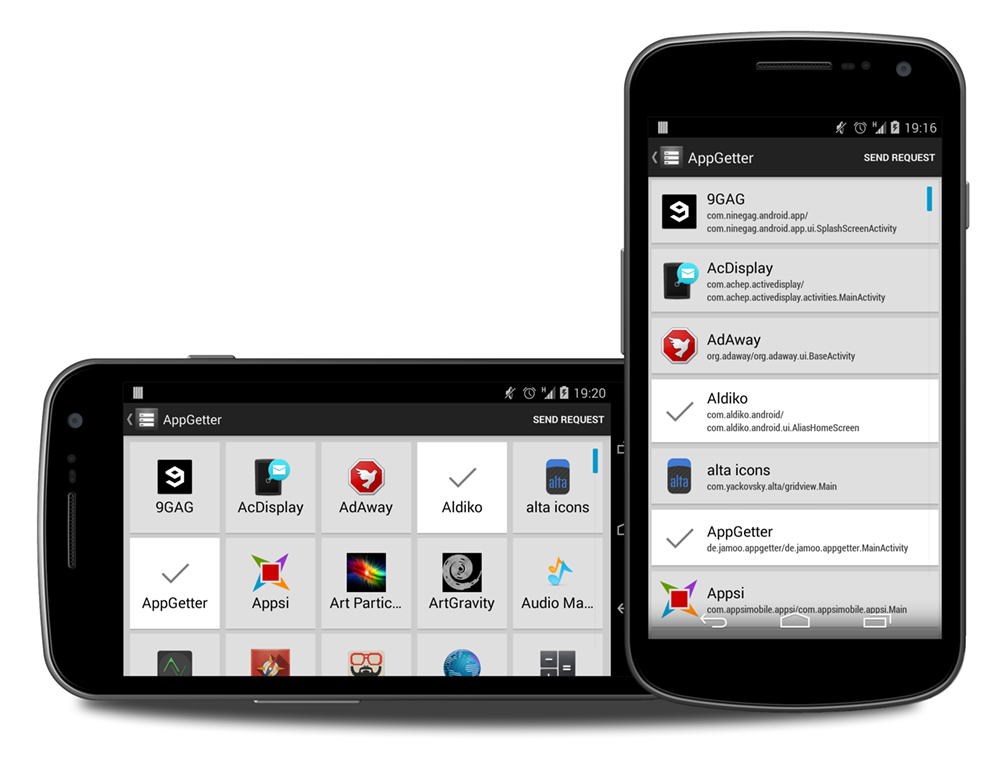 19:16
AppGetter
SEND REQUEST
9GAG
com.ninegag.android.app/
com.ninegag.android.app.ui.SplashScreenActivity
AcDisplay
com.achep.activedisplay/
com.achep.activedisplay.activities.MainActivity
AdAway
org.adaway/org.adaway.ui.BaseActivity
Aldiko
com.aldiko.android/
com.aldiko.android.ui.AliasHomeScreen
alta
alta icons
com.yackovsky.alta/gridview.Main
AppGetter
de.jamoo.appgetter/de.jamoo.appgetter.MainActivity
Appsi
com.appsimobile.appsi/com.appsimobile.appsi.Main
H
19:20
AppGetter
SEND REQUEST
alta
9GAG
AcDisplay
AdAway
Aldiko
alta icons
AppGetter
Appsi
Art Partic...
ArtGravity
Audio Ma...